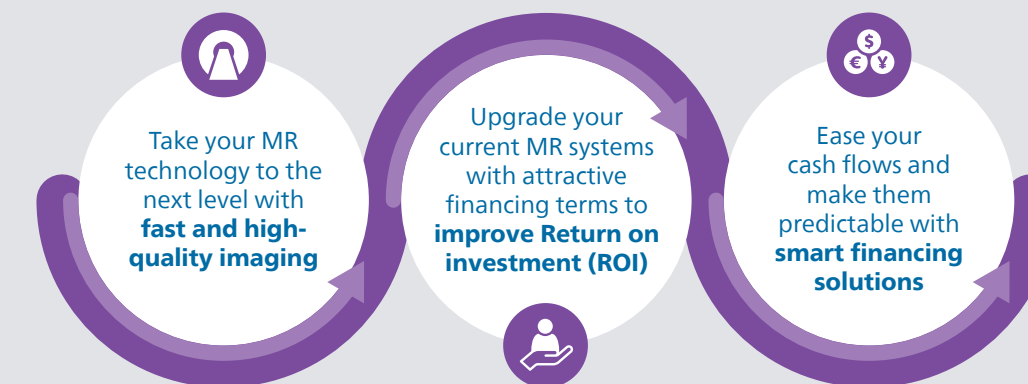 Take your MR
technology to the
next level with
fast and high-
quality imaging
Upgrade your
current MR systems
with attractive
financing terms to
improve Return on
investment (ROI)
$
€ ¥
Ease your
cash flows and
make them
predictable with
smart financing
solutions